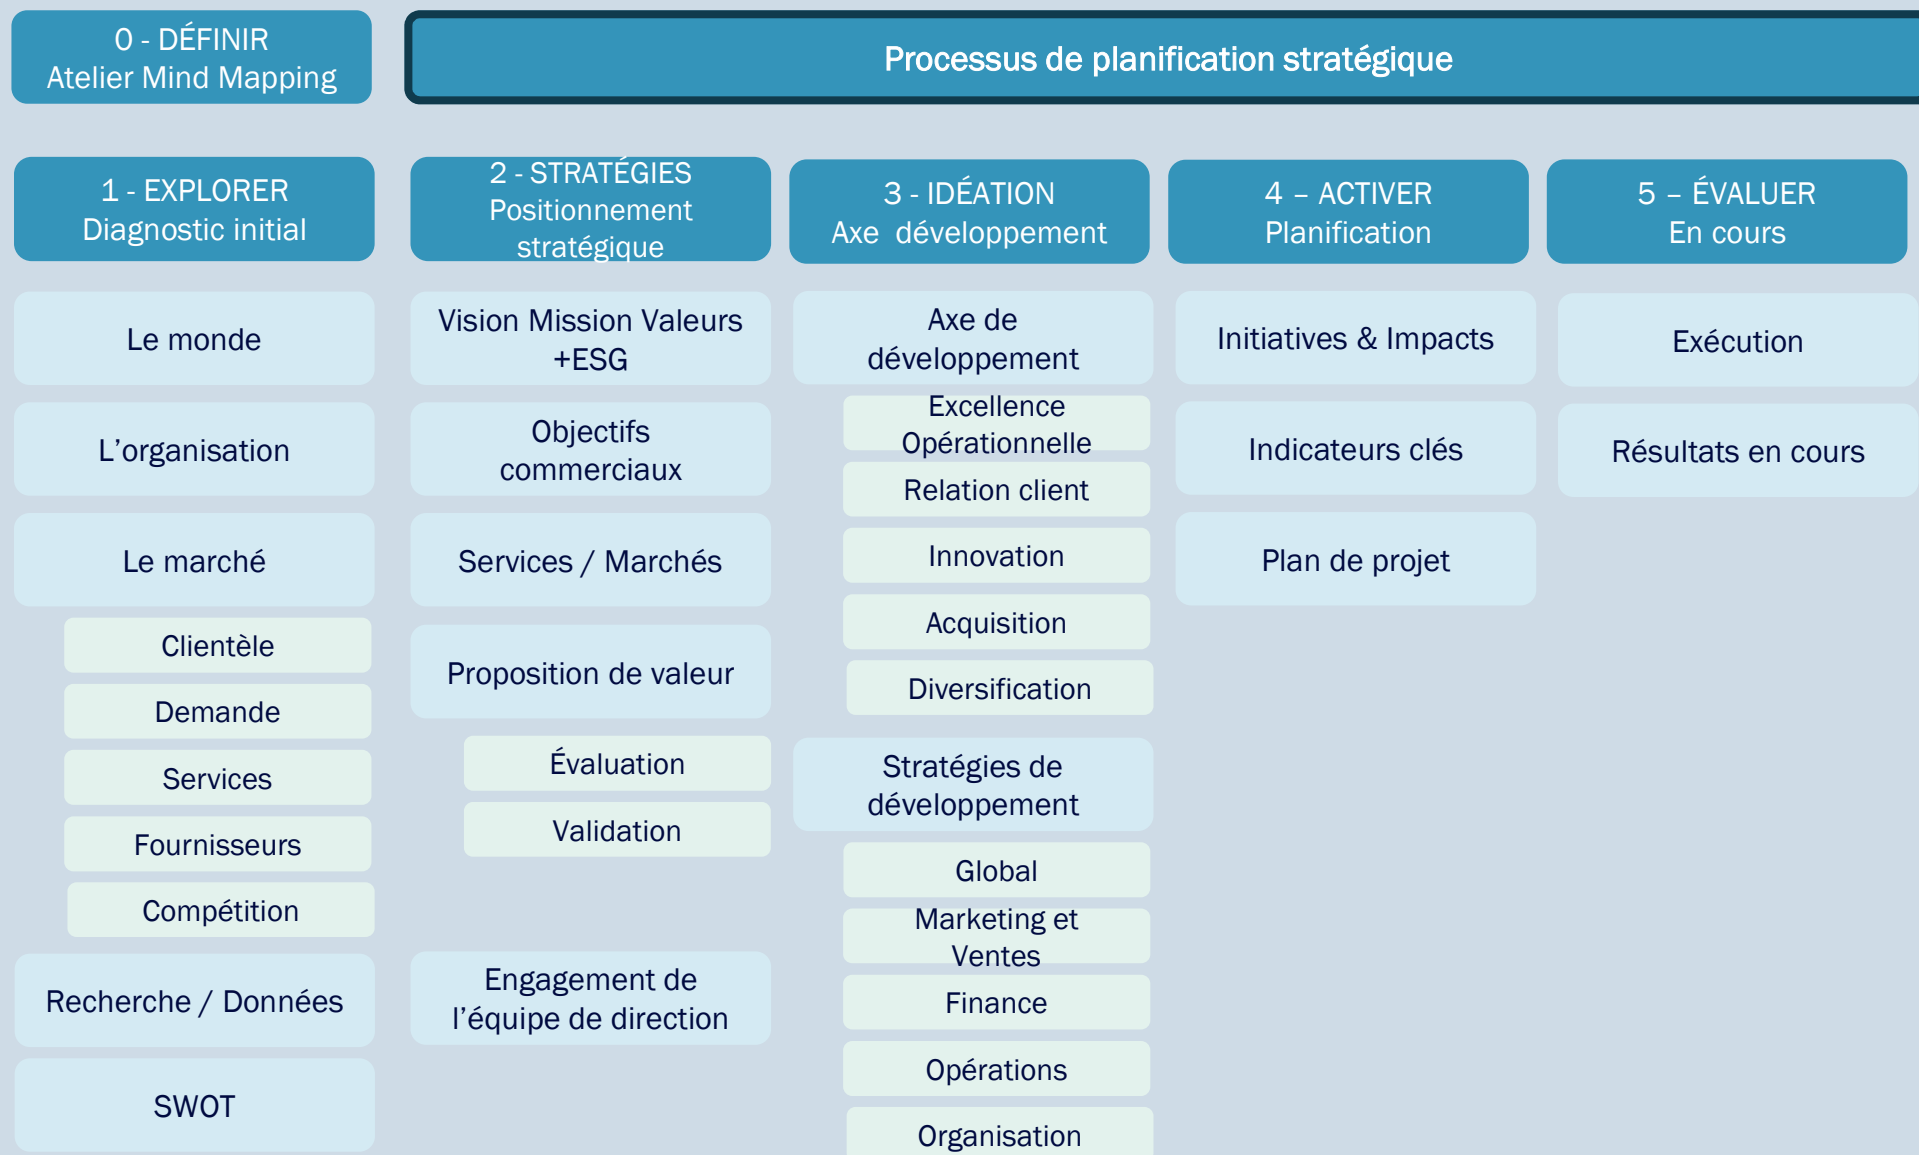 0 - DÉFINIR
Atelier Mind Mapping
Processus de planification stratégique
1 - EXPLORER
Diagnostic initial
Le monde
L’organisation
Le marché
Clientèle
Demande
Services
Fournisseurs
Compétition
Recherche / Données
SWOT
2 - STRATÉGIES
Positionnement
stratégique
Vision Mission Valeurs
+ESG
Objectifs
commerciaux
Services / Marchés
Proposition de valeur
Évaluation
Validation
Engagement de
l’équipe de direction
3 - IDÉATION
Axe  développement
Axe de
développement
Excellence
Opérationnelle
Relation client
Innovation
Acquisition
Diversification
Stratégies de
développement
Global
Marketing et
Ventes
Finance
Opérations
Organisation
4 – ACTIVER
Planification
Initiatives & Impacts
Indicateurs clés
Plan de projet
5 – ÉVALUER
En cours
Exécution
Résultats en cours